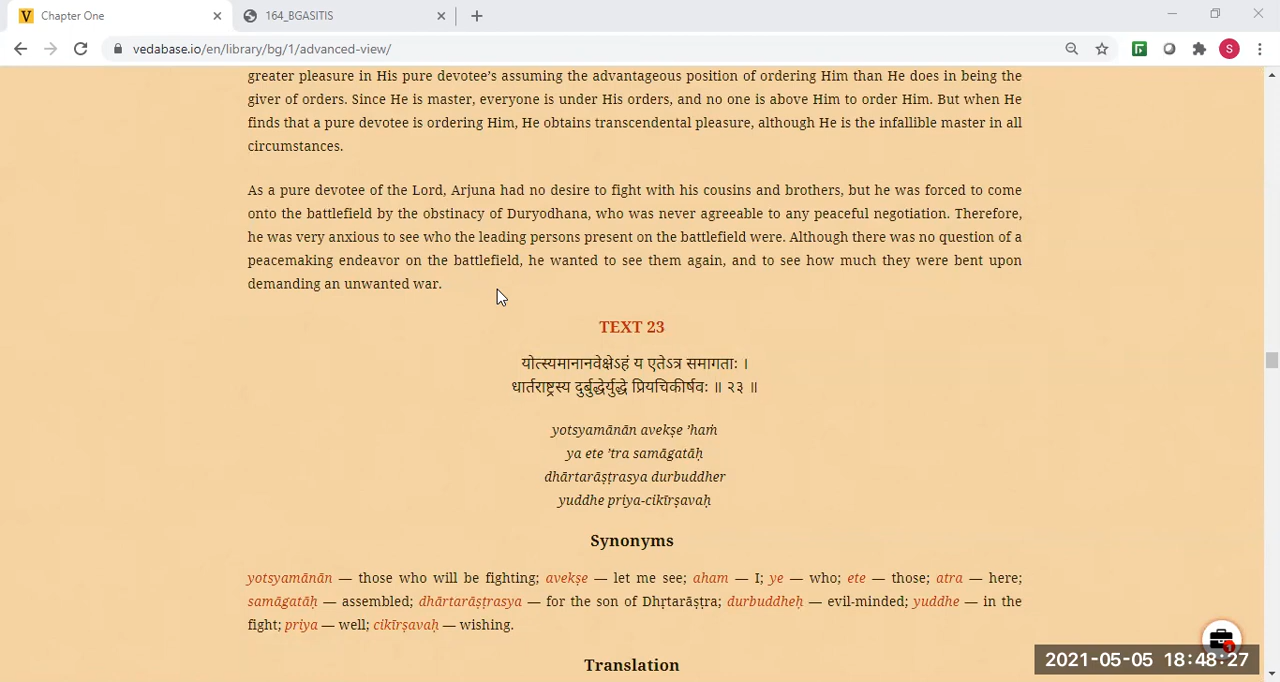 Chapter One
164_BGASITIS
vedabase.io/en/library/bg/1/advanced-view/
S
greater pleasure in His pure devotee’s assuming the advantageous position of ordering Him than He does in being the
giver of orders. Since He is master, everyone is under His orders, and no one is above Him to order Him. But when He
finds that a pure devotee is ordering Him, He obtains transcendental pleasure, although He is the infallible master in all
circumstances.
As a pure devotee of the Lord, Arjuna had no desire to fight with his cousins and brothers, but he was forced to come
onto the battlefield by the obstinacy of Duryodhana, who was never agreeable to any peaceful negotiation. Therefore,
he was very anxious to see who the leading persons present on the battlefield were. Although there was no question of a
peacemaking endeavor on the battlefield, he wanted to see them again, and to see how much they were bent upon
demanding an unwanted war.
TEXT 23
योत्स्यमानानवेक्षेऽहं य एतेऽत्र समागताः ।
धार्तराष्ट्रस्य दुर्बुद्धेर्युद्धे प्रियचिकीर्षवः ॥ २३ ॥
yotsyamānān avekṣe ’haṁ
ya ete ’tra samāgatāḥ
dhārtarāṣṭrasya durbuddher
yuddhe priya-cikīrṣavaḥ
Synonyms
yotsyamānān — those who will be fighting; avekṣe — let me see; aham — I; ye — who; ete — those; atra — here;
samāgatāḥ — assembled; dhārtarāṣṭrasya — for the son of Dhṛtarāṣṭra; durbuddheḥ — evil-minded; yuddhe — in the
fight; priya — well; cikīrṣavaḥ — wishing.
Translation
1
2021-05-05 18:48:27